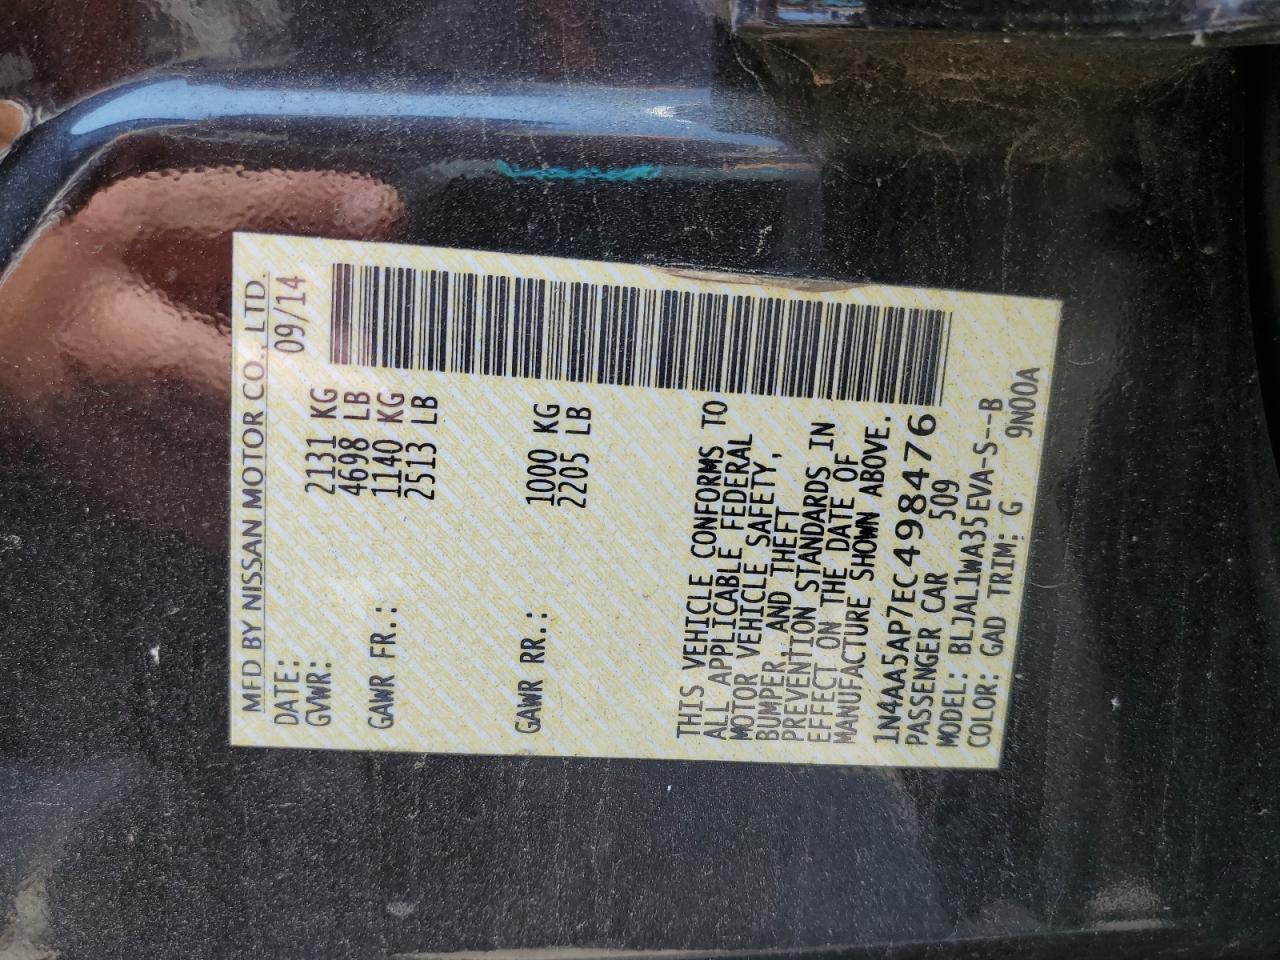 MFD BY NISSAN MOTOR CO., LTD.
DATE: 09/14
GVWR: 2131 KG
4698 LB
GAWR FR.: 1140 KG
2513 LB
GAWR RR.: 1000 KG
2205 LB
THIS VEHICLE CONFORMS TO
ALL APPLICABLE FEDERAL
MOTOR VEHICLE SAFETY,
BUMPER, AND THEFT
PREVENTION STANDARDS IN
EFFECT ON THE DATE OF
MANUFACTURE SHOWN ABOVE.
1N4AA5AP7EC498476
PASSENGER CAR 509
MODEL: BLJAL1WA35EVA-S--B
COLOR: GAD TRIM: G 9N00A